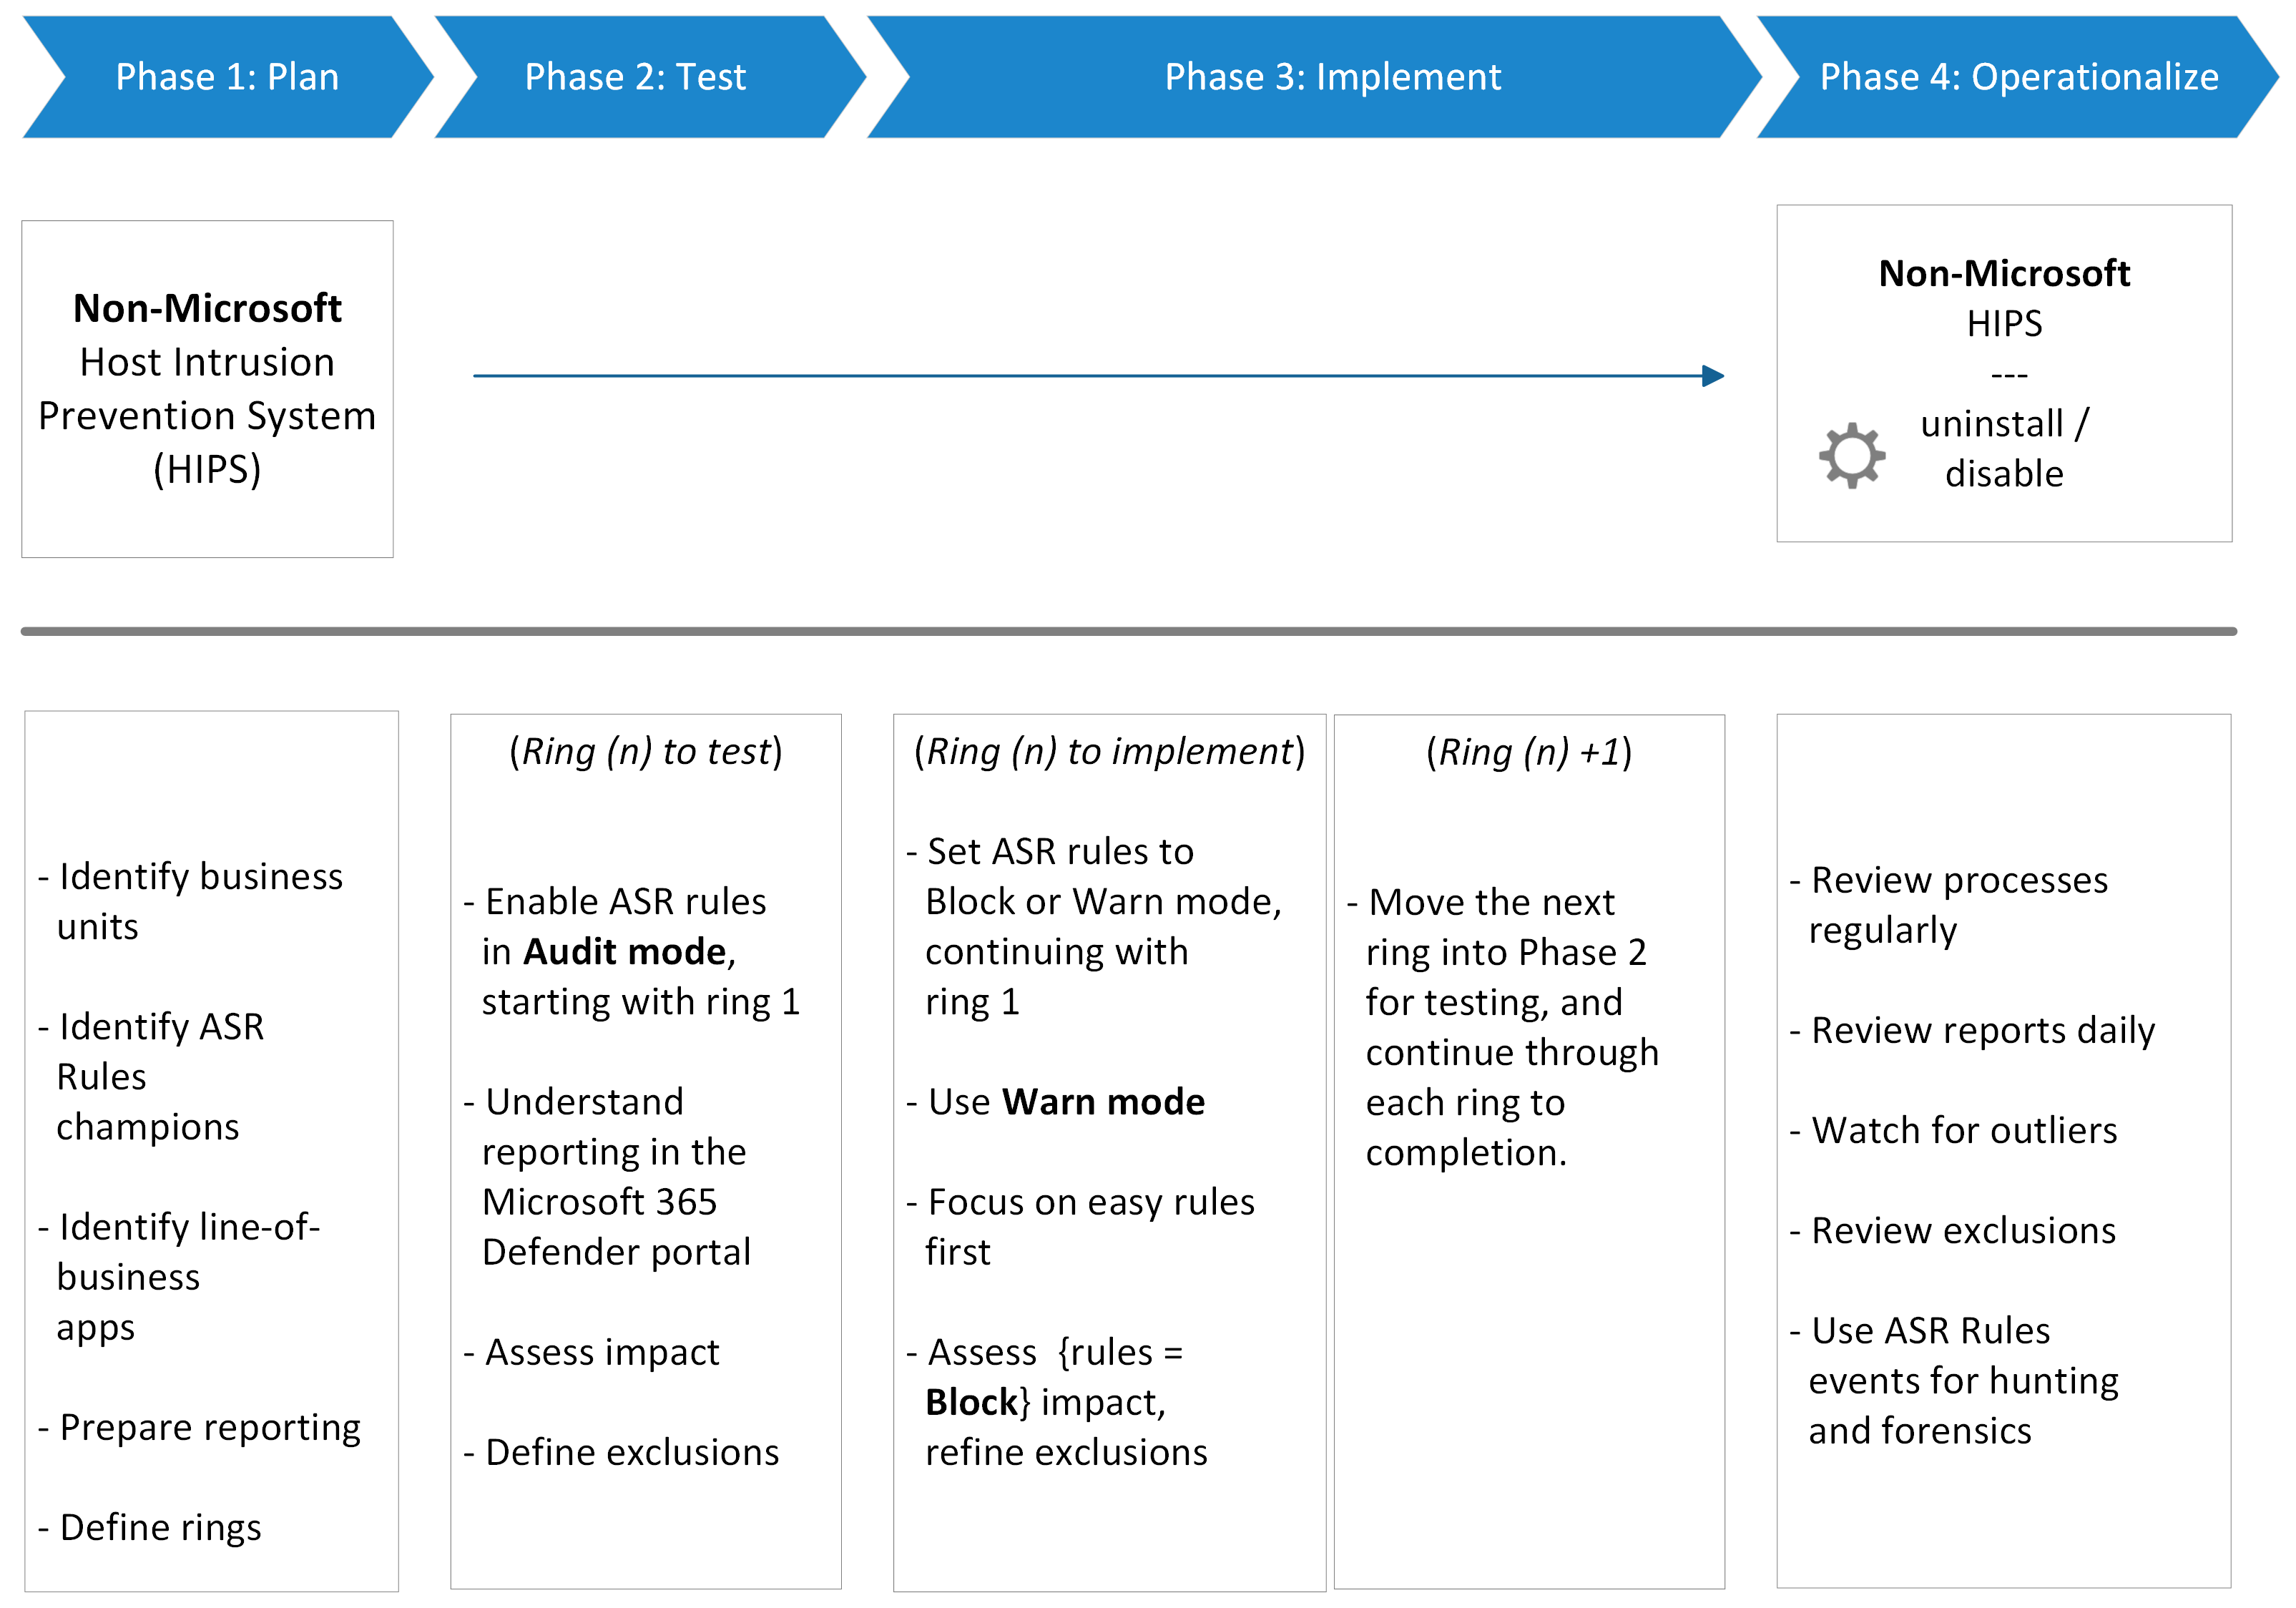 Phase 1: Plan
Phase 2: Test
Phase 3: Implement
Phase 4: Operationalize
Non-Microsoft
Host Intrusion
Prevention System
(HIPS)
Non-Microsoft
HIPS
---
uninstall /
disable
- Identify business
units
- Identify ASR
Rules
champions
- Identify line-of-
business
apps
- Prepare reporting
- Define rings
(Ring (n) to test)
- Enable ASR rules
in Audit mode,
starting with ring 1
- Understand
reporting in the
Microsoft 365
Defender portal
- Assess impact
- Define exclusions
(Ring (n) to implement)
- Set ASR rules to
Block or Warn mode,
continuing with
ring 1
- Use Warn mode
- Focus on easy rules
first
- Assess  {rules =
Block} impact,
refine exclusions
(Ring (n) +1)
- Move the next
ring into Phase 2
for testing, and
continue through
each ring to
completion.
- Review processes
regularly
- Review reports daily
- Watch for outliers
- Review exclusions
- Use ASR Rules
events for hunting
and forensics